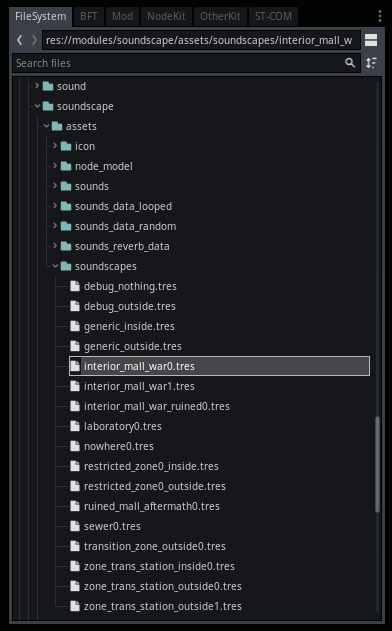 FileSystem BFT Mod NodeKit OtherKit ST-COM
res://modules/soundscape/assets/soundscapes/interior_mall_w
Search files
sound
soundscape
assets
icon
node_model
sounds
sounds_data_looped
sounds_data_random
sounds_reverb_data
soundscapes
debug_nothing.tres
debug_outside.tres
generic_inside.tres
generic_outside.tres
interior_mall_war0.tres
interior_mall_war1.tres
interior_mall_war_ruined0.tres
laboratory0.tres
nowhere0.tres
restricted_zone0_inside.tres
restricted_zone0_outside.tres
ruined_mall_aftermath0.tres
sewer0.tres
transition_zone_outside0.tres
zone_trans_station_inside0.tres
zone_trans_station_outside0.tres
zone_trans_station_outside1.tres